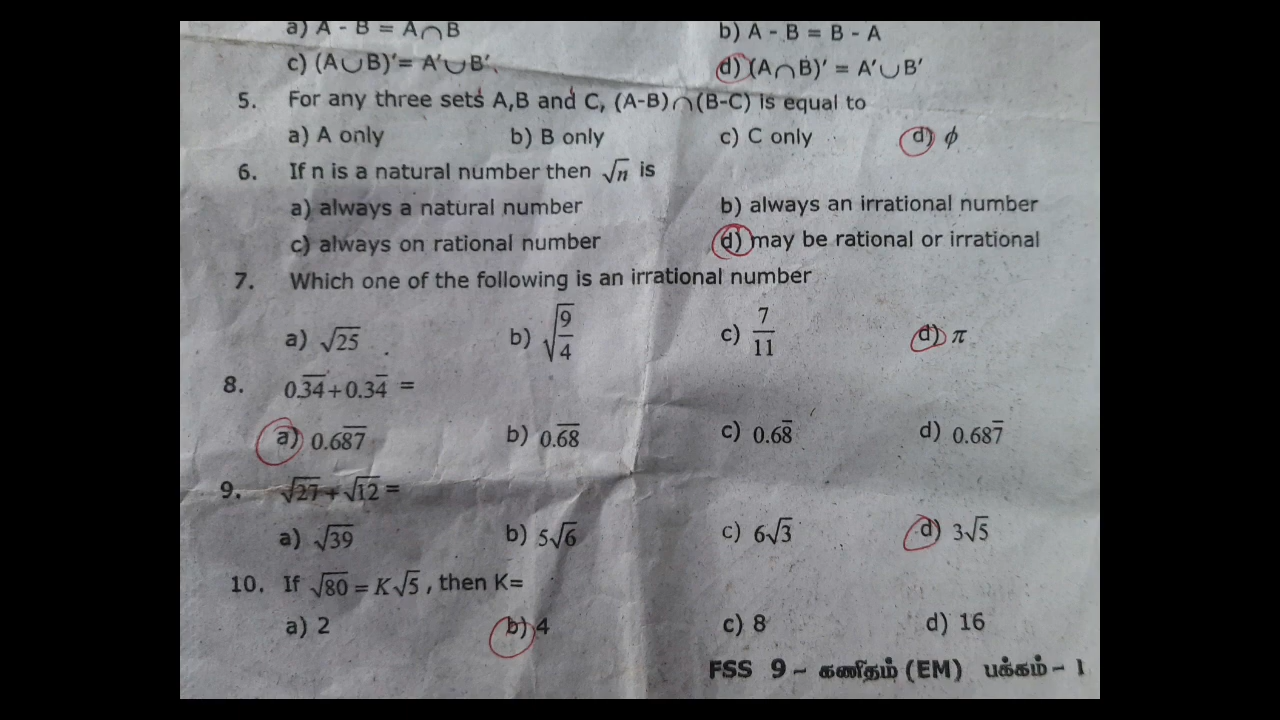 a) A - B = A∩B b) A - B = B - A
c) (A∪B)′= A′∪B′. d) (A∩B)′ = A′∪B′
5. For any three sets A,B and C, (A-B)∩(B-C) is equal to
a) A only b) B only c) C only d) ϕ
6. If n is a natural number then √n is
a) always a natural number b) always an irrational number
c) always on rational number d) may be rational or irrational
7. Which one of the following is an irrational number
a) √25 b) √(9/4) c) 7/11 d) π
8. 0.3̅4̅+0.34̅ =
a) 0.68̅7̅ b) 0.6̅8̅ c) 0.68̅ d) 0.687̅
9. √27+√12 =
a) √39 b) 5√6 c) 6√3 d) 3√5
10. If √80 = K√5, then K=
a) 2 b) 4 c) 8 d) 16
FSS 9 – கணிதம் (EM) பக்கம் – 1